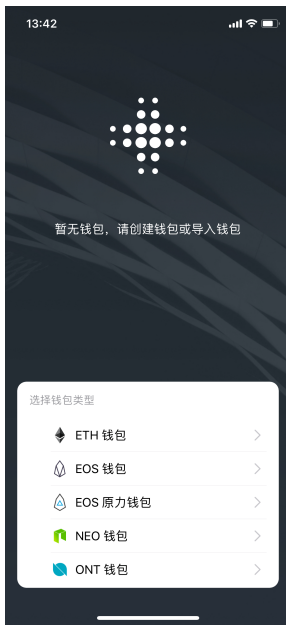 13:42
暂无钱包，请创建钱包或导入钱包
选择钱包类型
ETH 钱包
EOS 钱包
EOS 原力钱包
NEO 钱包
ONT 钱包